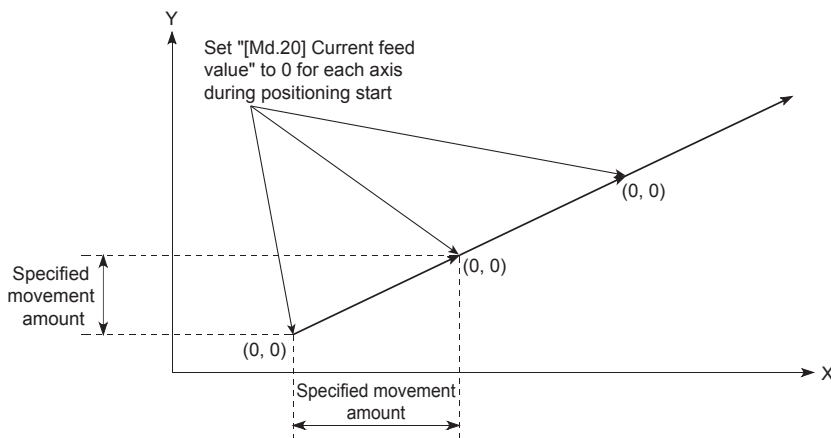 Y
Set "[Md.20] Current feed
value" to 0 for each axis
during positioning start
(0, 0)
(0, 0)
Specified
movement
amount
(0, 0)
X
Specified movement
amount